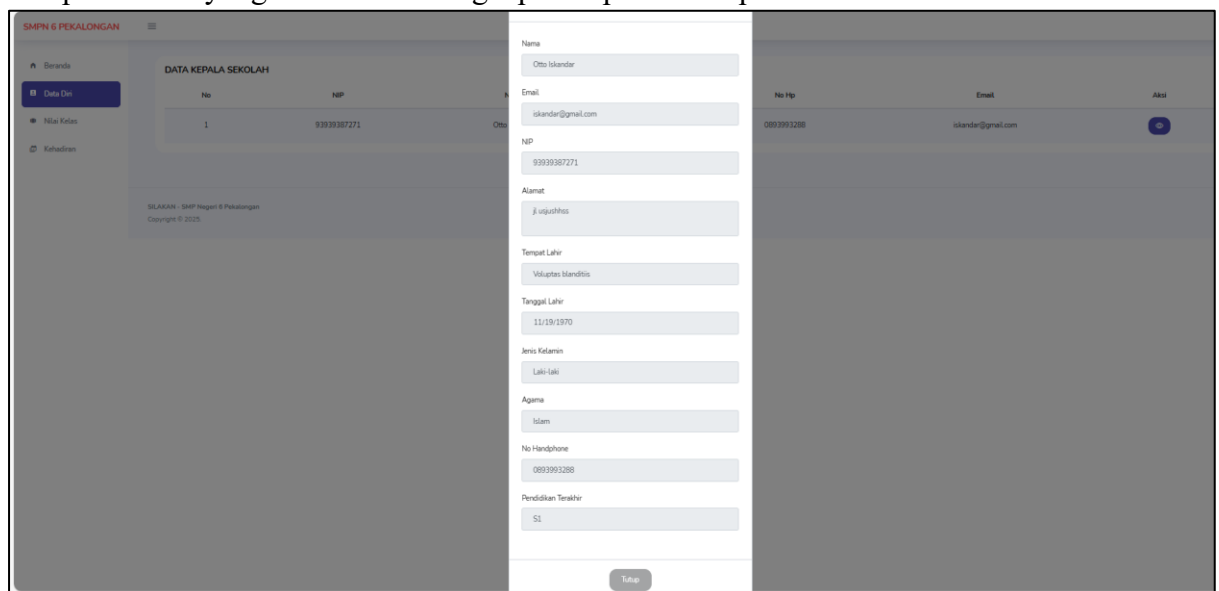 SMPN 6 PEKALONGAN
Beranda
Data Diri
Nilai Kelas
Kehadiran
DATA KEPALA SEKOLAH
No NIP No Hp Email Aksi
1 93939387271 Otto 0893993288 iskandar@gmail.com
SILAKAN - SMP Negeri 6 Pekalongan
Copyright © 2025.
Nama
Otto Iskandar
Email
iskandar@gmail.com
NIP
93939387271
Alamat
jl usjushhss
Tempat Lahir
Voluptas blanditiis
Tanggal Lahir
11/19/1970
Jenis Kelamin
Laki-laki
Agama
Islam
No Handphone
0893993288
Pendidikan Terakhir
S1
Tutup